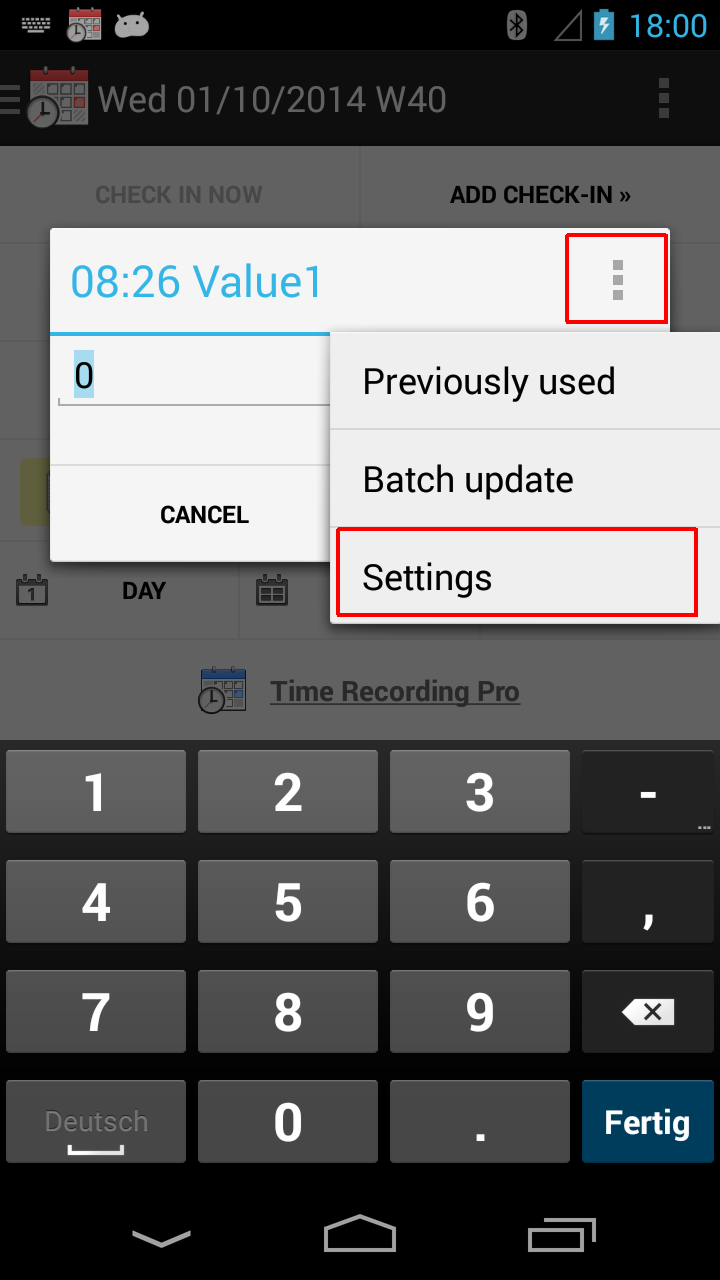 18:00
Wed 01/10/2014 W40
CHECK IN NOW
ADD CHECK-IN »
08:26 Value1
0
Previously used
Batch update
Settings
CANCEL
1
DAY
Time Recording Pro
1 2 3 -
...
4 5 6 ,
7 8 9
Deutsch 0 . Fertig